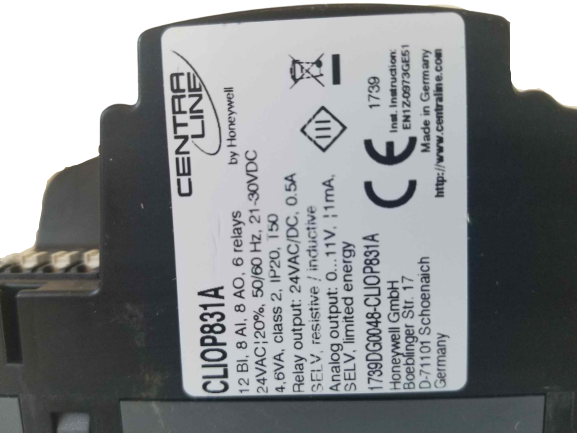 CENTRA
LINE
by Honeywell
CLIOP831A
12 BI, 8 AI, 8 AO, 6 relays
24VAC¦20%, 50/60 Hz, 21-30VDC
4,6VA, class 2, IP20, T50
Relay output: 24VAC/DC, 0.5A
SELV, resistive / inductive
Analog output: 0...11V, ¦1mA,
SELV, limited energy
1739DG0048-CLIOP831A
Honeywell GmbH
Boeblinger Str. 17
D-71101 Schoenaich
Germany
III
CE
1739
Inst. Instruction:
EN1Z-0973GE51
Made in Germany
http://www.centraline.com